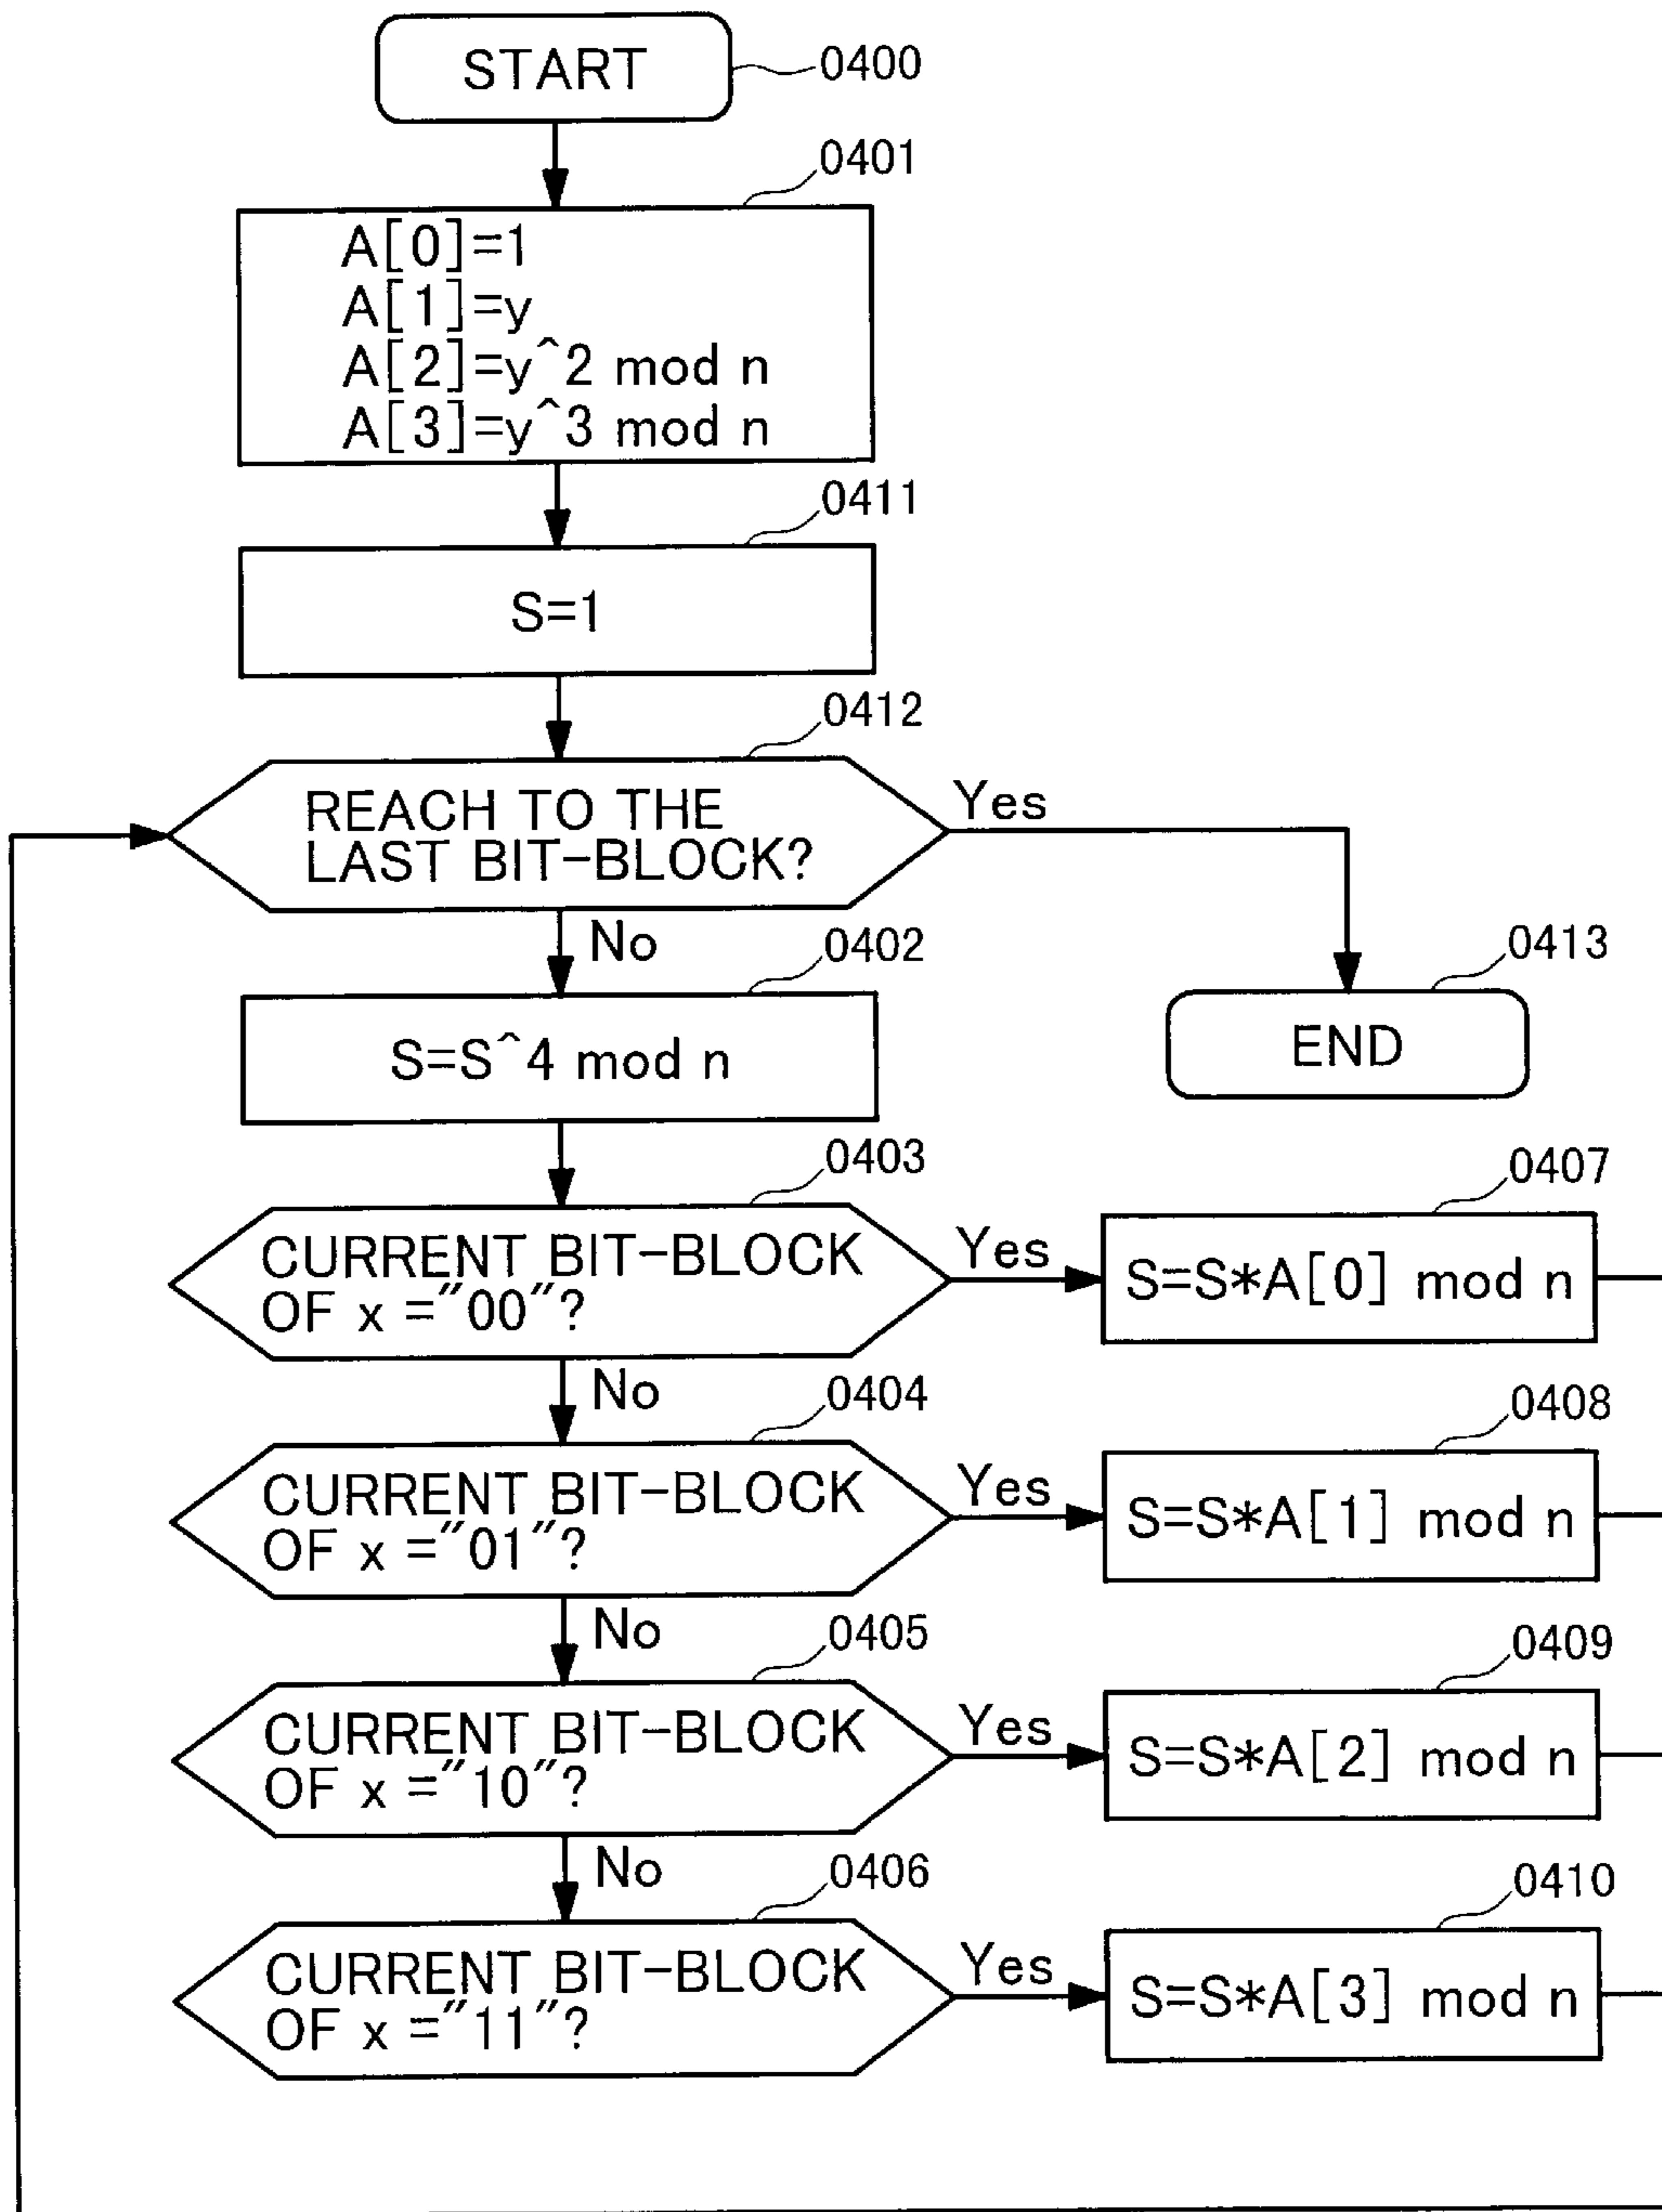 START
0400
0401
A[0]=1
A[1]=y
A[2]=y^2 mod n
A[3]=y^3 mod n
0411
S=1
0412
REACH TO THE
LAST BIT-BLOCK?
Yes
No
0402
0413
S=S^4 mod n
END
0403
0407
CURRENT BIT-BLOCK
OF x ="00"?
Yes
S=S*A[0] mod n
No
0404
0408
CURRENT BIT-BLOCK
OF x ="01"?
Yes
S=S*A[1] mod n
No
0405
0409
CURRENT BIT-BLOCK
OF x ="10"?
Yes
S=S*A[2] mod n
No
0406
0410
CURRENT BIT-BLOCK
OF x ="11"?
Yes
S=S*A[3] mod n